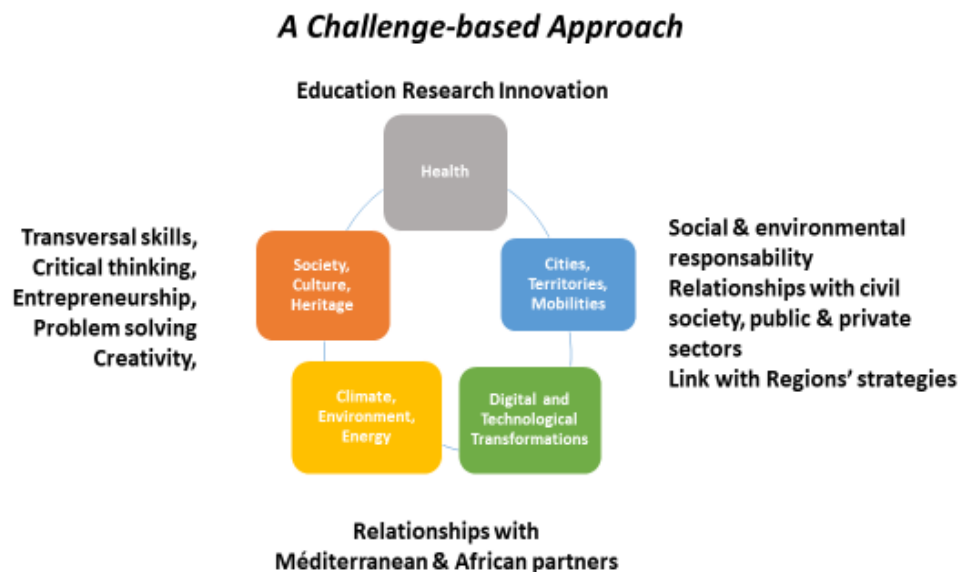 A Challenge-based Approach
Education Research Innovation
Health
Transversal skills,
Critical thinking,
Entrepreneurship,
Problem solving
Creativity,
Society,
Culture,
Heritage
Cities,
Territories,
Mobilities
Social & environmental
responsability
Relationships with civil
society, public & private
sectors
Link with Regions' strategies
Climate,
Environment,
Energy
Digital and
Technological
Transformations
Relationships with
Méditerranean & African partners